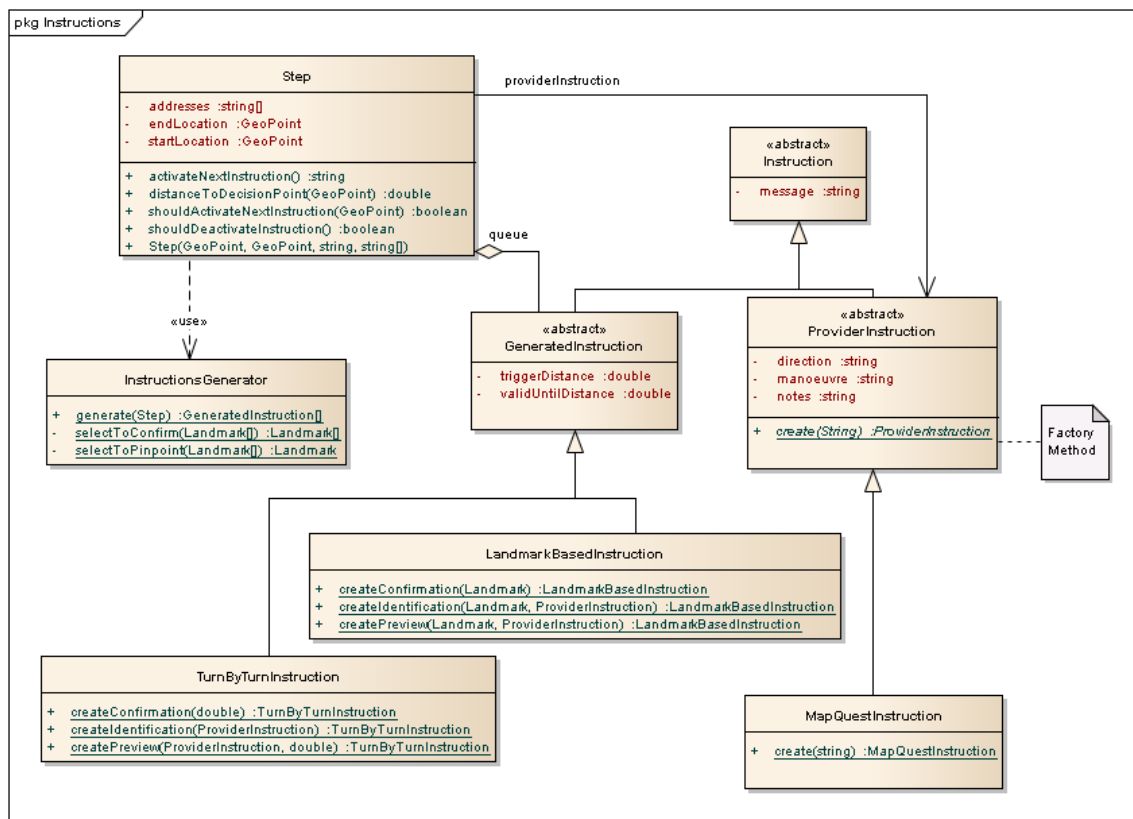 pkg Instructions
Step
- addresses :string[]
- endLocation :GeoPoint
- startLocation :GeoPoint
+ activateNextInstruction() :string
+ distanceToDecisionPoint(GeoPoint) :double
+ shouldActivateNextInstruction(GeoPoint) :boolean
+ shouldDeactivateInstruction() :boolean
+ Step(GeoPoint, GeoPoint, string, string[])
providerInstruction
«abstract»
Instruction
- message :string
queue
«use»
InstructionsGenerator
+ generate(Step) :GeneratedInstruction[]
- selectToConfirm(Landmark[]) :Landmark[]
- selectToPinpoint(Landmark[]) :Landmark
«abstract»
GeneratedInstruction
- triggerDistance :double
- validUntilDistance :double
«abstract»
ProviderInstruction
- direction :string
- manoeuvre :string
- notes :string
+ create(String) :ProviderInstruction
Factory
Method
LandmarkBasedInstruction
+ createConfirmation(Landmark) :LandmarkBasedInstruction
+ createIdentification(Landmark, ProviderInstruction) :LandmarkBasedInstruction
+ createPreview(Landmark, ProviderInstruction) :LandmarkBasedInstruction
TurnByTurnInstruction
+ createConfirmation(double) :TurnByTurnInstruction
+ createIdentification(ProviderInstruction) :TurnByTurnInstruction
+ createPreview(ProviderInstruction, double) :TurnByTurnInstruction
MapQuestInstruction
+ create(string) :MapQuestInstruction